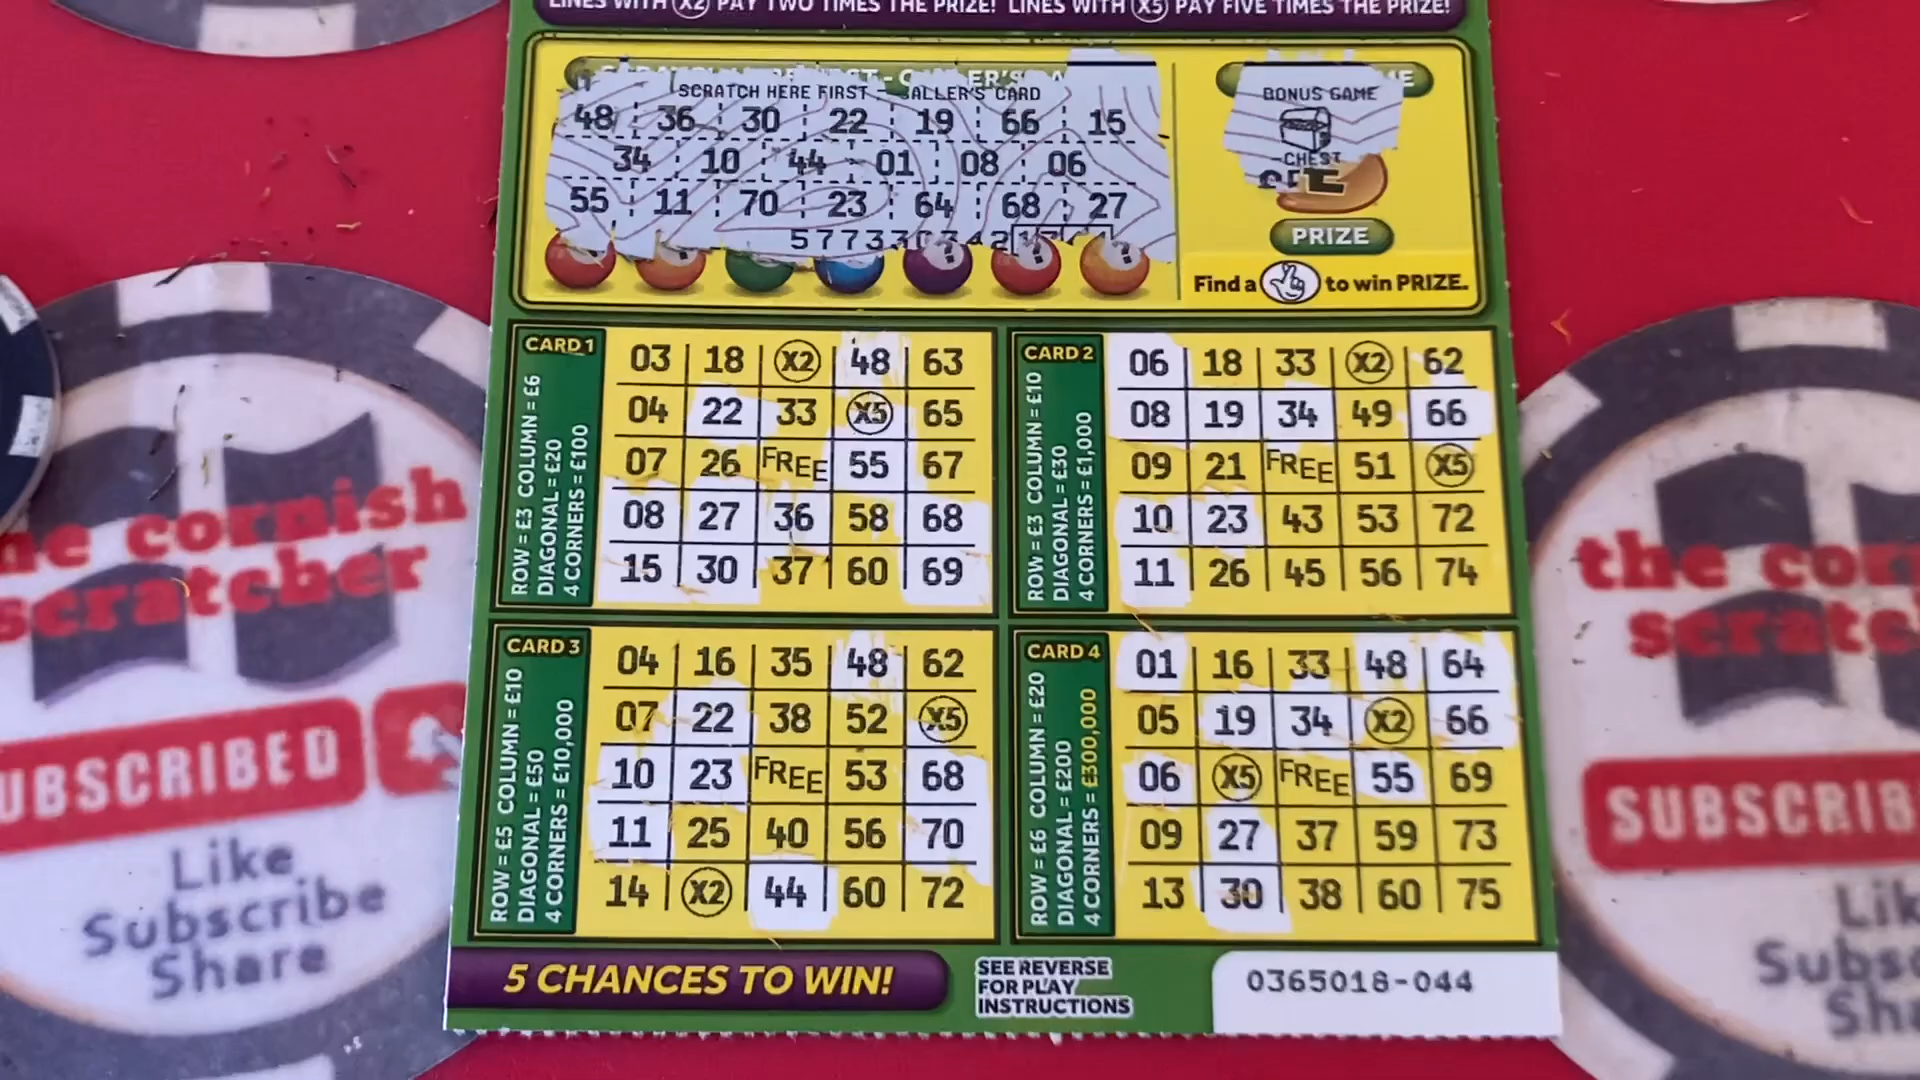 LINES WITH X2 PAY TWO TIMES THE PRIZE! LINES WITH X5 PAY FIVE TIMES THE PRIZE!
SCRATCH HERE FIRST - CALLER'S CARD
48 36 30 22 19 66 15
34 10 44 01 08 06
55 11 70 23 64 68 27
BONUS GAME
CHEST
PRIZE
Find a to win PRIZE.
CARD 1
ROW = £3 COLUMN = £6
DIAGONAL = £20
4 CORNERS = £100
03 18 X2 48 63
04 22 33 X5 65
07 26 FREE 55 67
08 27 36 58 68
15 30 37 60 69
CARD 2
ROW = £3 COLUMN = £10
DIAGONAL = £30
4 CORNERS = £1,000
06 18 33 X2 62
08 19 34 49 66
09 21 FREE 51 X5
10 23 43 53 72
11 26 45 56 74
CARD 3
ROW = £5 COLUMN = £10
DIAGONAL = £50
4 CORNERS = £10,000
04 16 35 48 62
07 22 38 52 X5
10 23 FREE 53 68
11 25 40 56 70
14 X2 44 60 72
CARD 4
ROW = £6 COLUMN = £20
DIAGONAL = £200
4 CORNERS = £300,000
01 16 33 48 64
05 19 34 X2 66
06 X5 FREE 55 69
09 27 37 59 73
13 30 38 60 75
5 CHANCES TO WIN!
SEE REVERSE
FOR PLAY
INSTRUCTIONS
0365018-044
cornish
scratcher
SUBSCRIBED
Like
Subscribe
Share
the